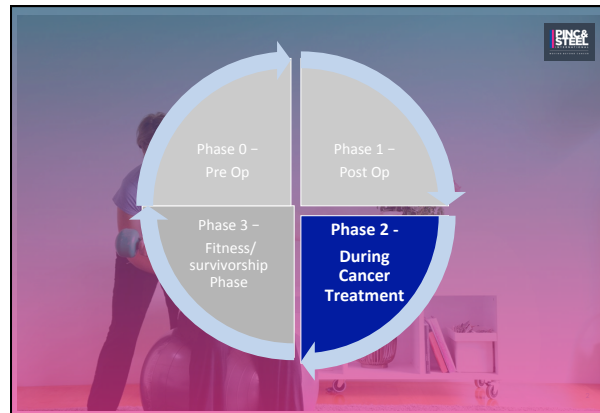 PINC&
STEEL
INTERNATIONAL
Phase 0 –
Pre Op
Phase 1 –
Post Op
Phase 3 –
Fitness/
survivorship
Phase
Phase 2 -
During
Cancer
Treatment